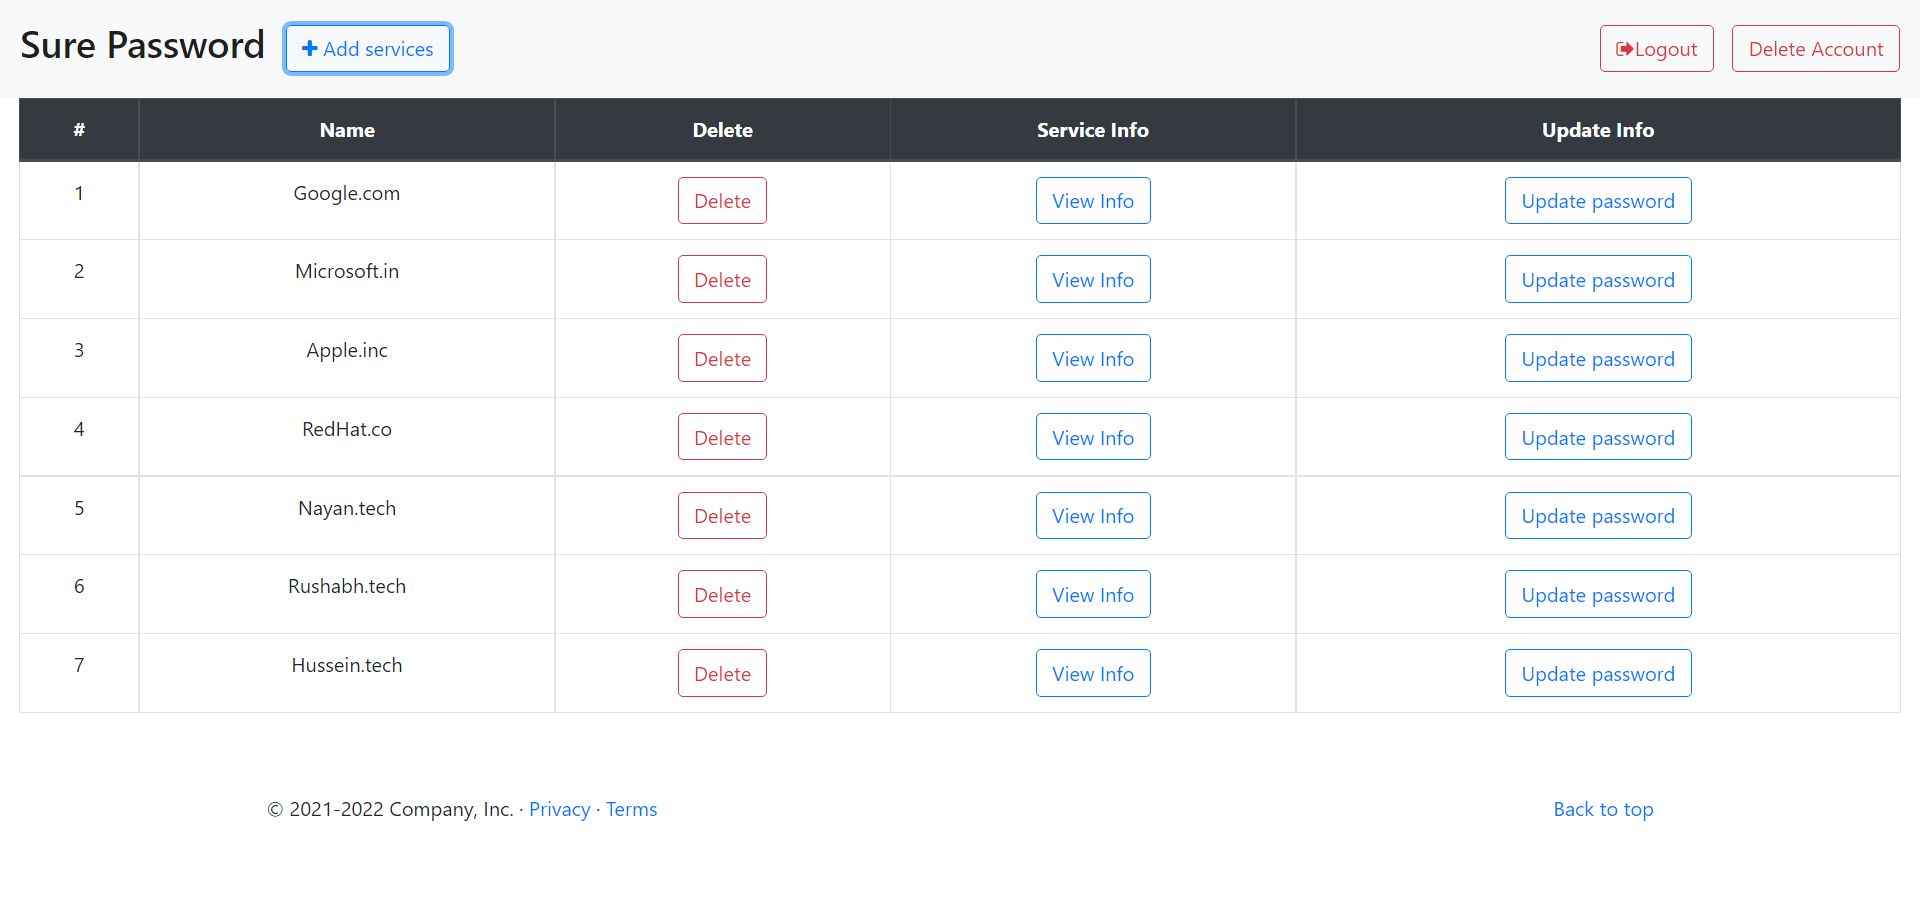 Sure Password Add services Logout Delete Account
# Name Delete Service Info Update Info
1 Google.com Delete View Info Update password
2 Microsoft.in Delete View Info Update password
3 Apple.inc Delete View Info Update password
4 RedHat.co Delete View Info Update password
5 Nayan.tech Delete View Info Update password
6 Rushabh.tech Delete View Info Update password
7 Hussein.tech Delete View Info Update password
© 2021-2022 Company, Inc. · Privacy · Terms Back to top